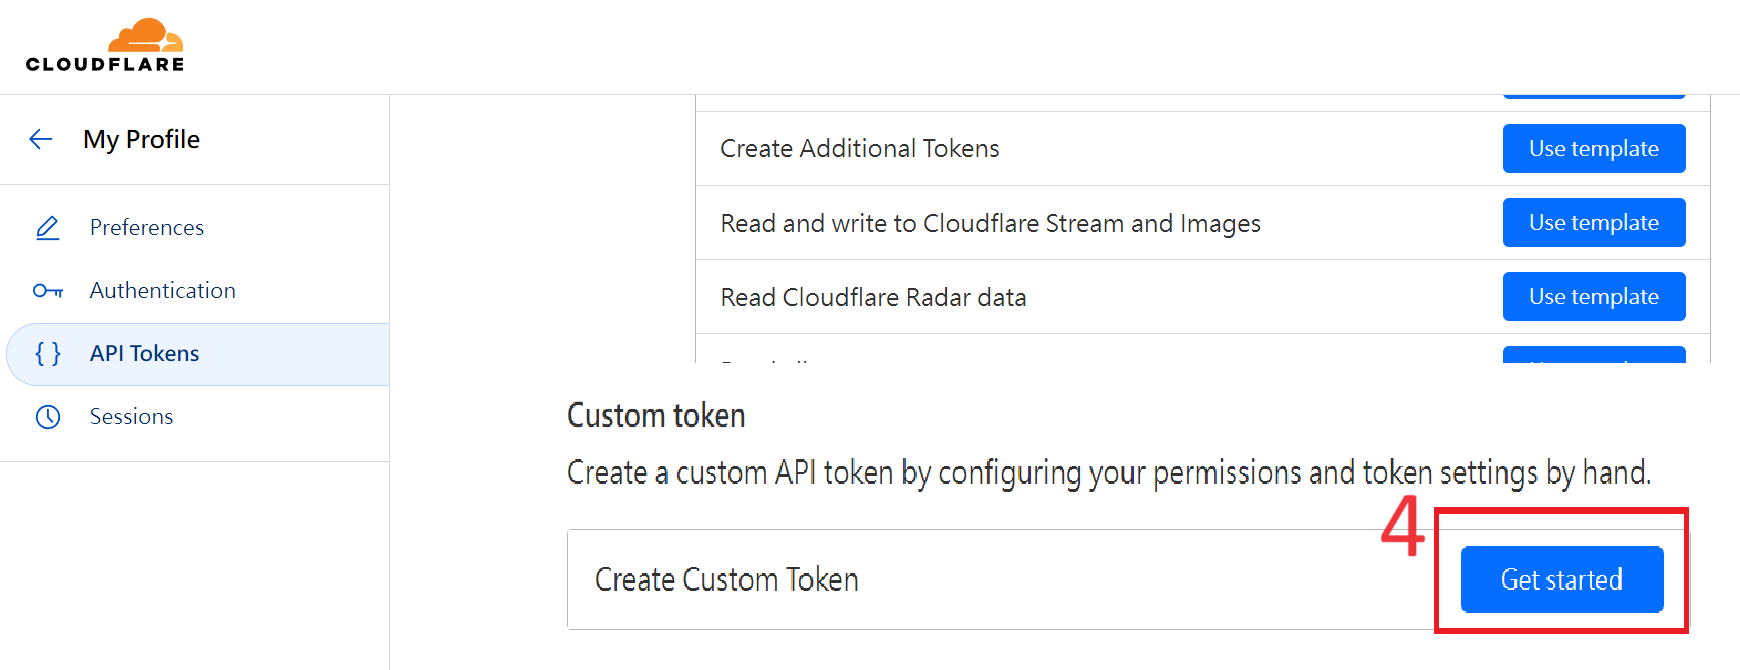 CLOUDFLARE
My Profile
Preferences
Authentication
API Tokens
Sessions
Create Additional Tokens
Use template
Read and write to Cloudflare Stream and Images
Use template
Read Cloudflare Radar data
Use template
Custom token
Create a custom API token by configuring your permissions and token settings by hand.
4
Create Custom Token
Get started